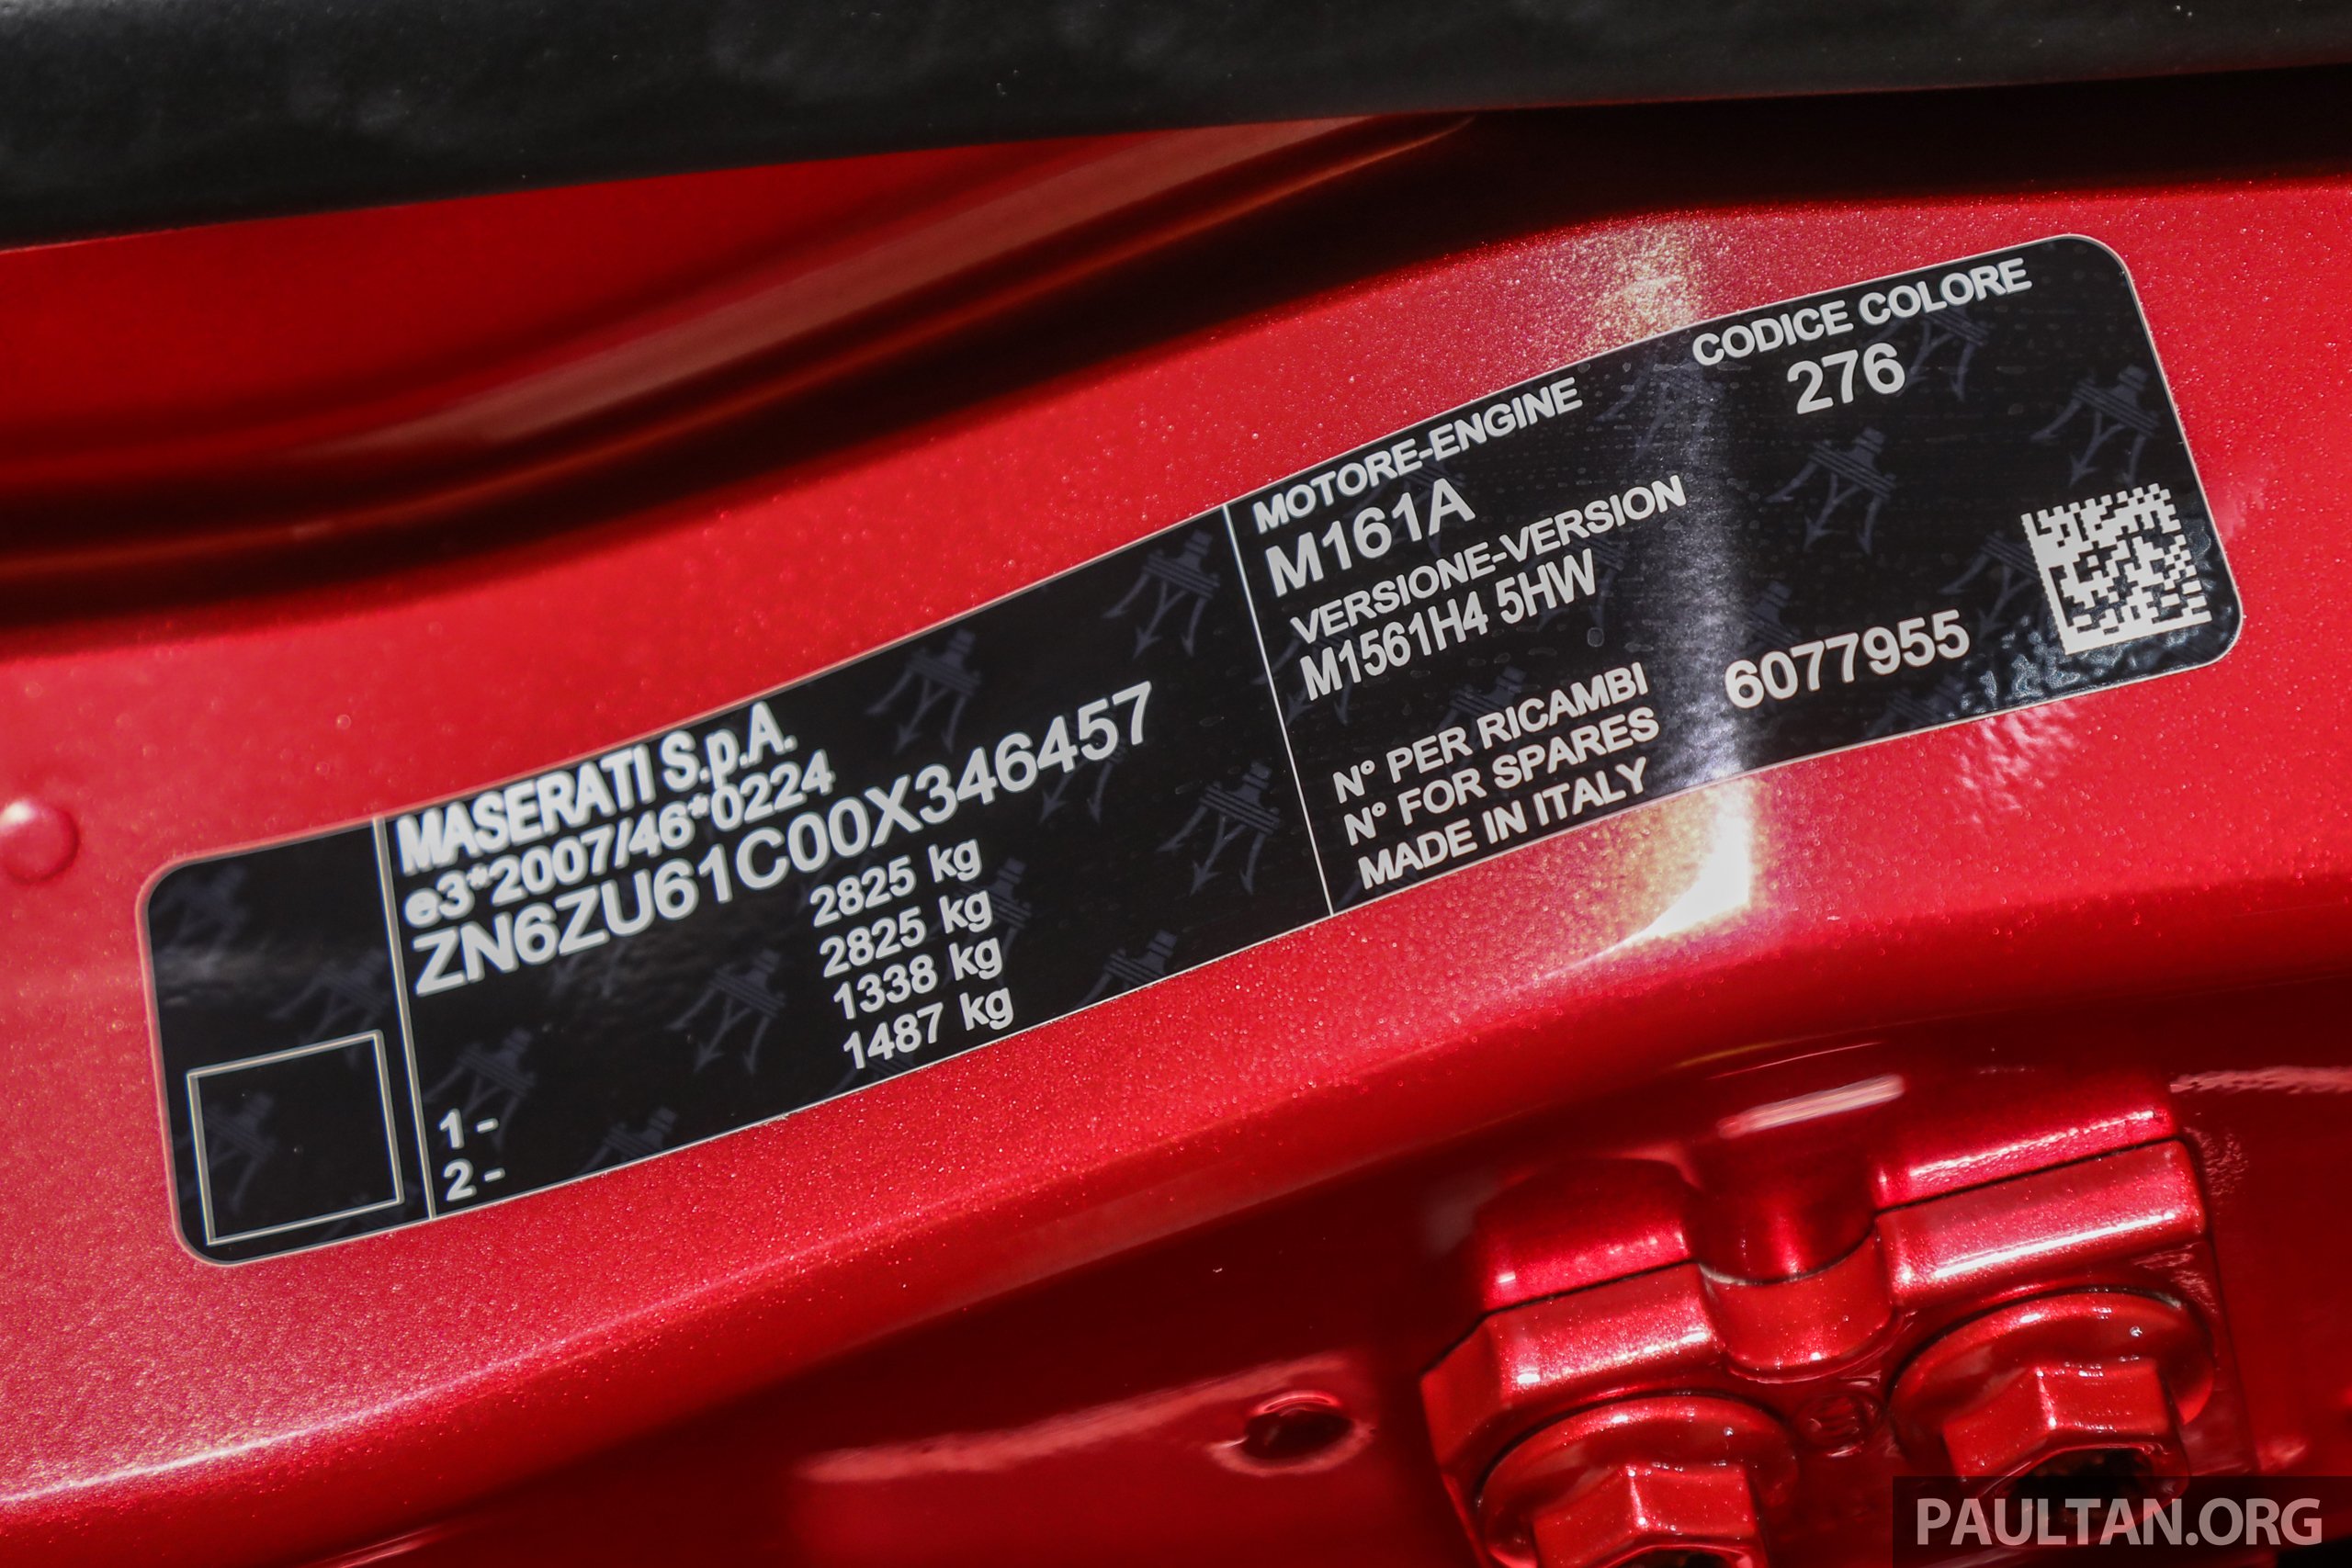 MASERATI S.p.A.
e3*2007/46*0224
ZN6ZU61C00X346457
2825 kg
2825 kg
1338 kg
1487 kg
1 -
2 -
MOTORE-ENGINE
M161A
VERSIONE-VERSION
M1561H4 5HW
CODICE COLORE
276
N° PER RICAMBI
N° FOR SPARES
6077955
MADE IN ITALY
PAULTAN.ORG